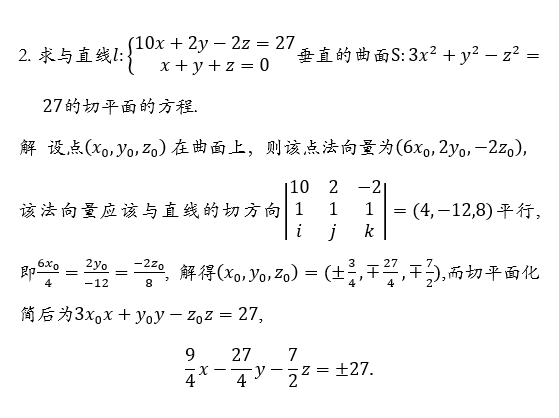 2. 求与直线l:{10x + 2y − 2z = 27
x + y + z = 0 垂直的曲面S: 3x² + y² − z² =
27的切平面的方程.
解 设点(x₀, y₀, z₀) 在曲面上，则该点法向量为(6x₀, 2y₀, −2z₀),
该法向量应该与直线的切方向|10 2 −2
1 1 1
i j k| = (4, −12,8) 平行,
即6x₀/4 = 2y₀/−12 = −2z₀/8, 解得(x₀, y₀, z₀) = (±3/4, ∓27/4, ∓7/2),而切平面化
简后为3x₀x + y₀y − z₀z = 27,
9/4 x − 27/4 y − 7/2 z = ±27.